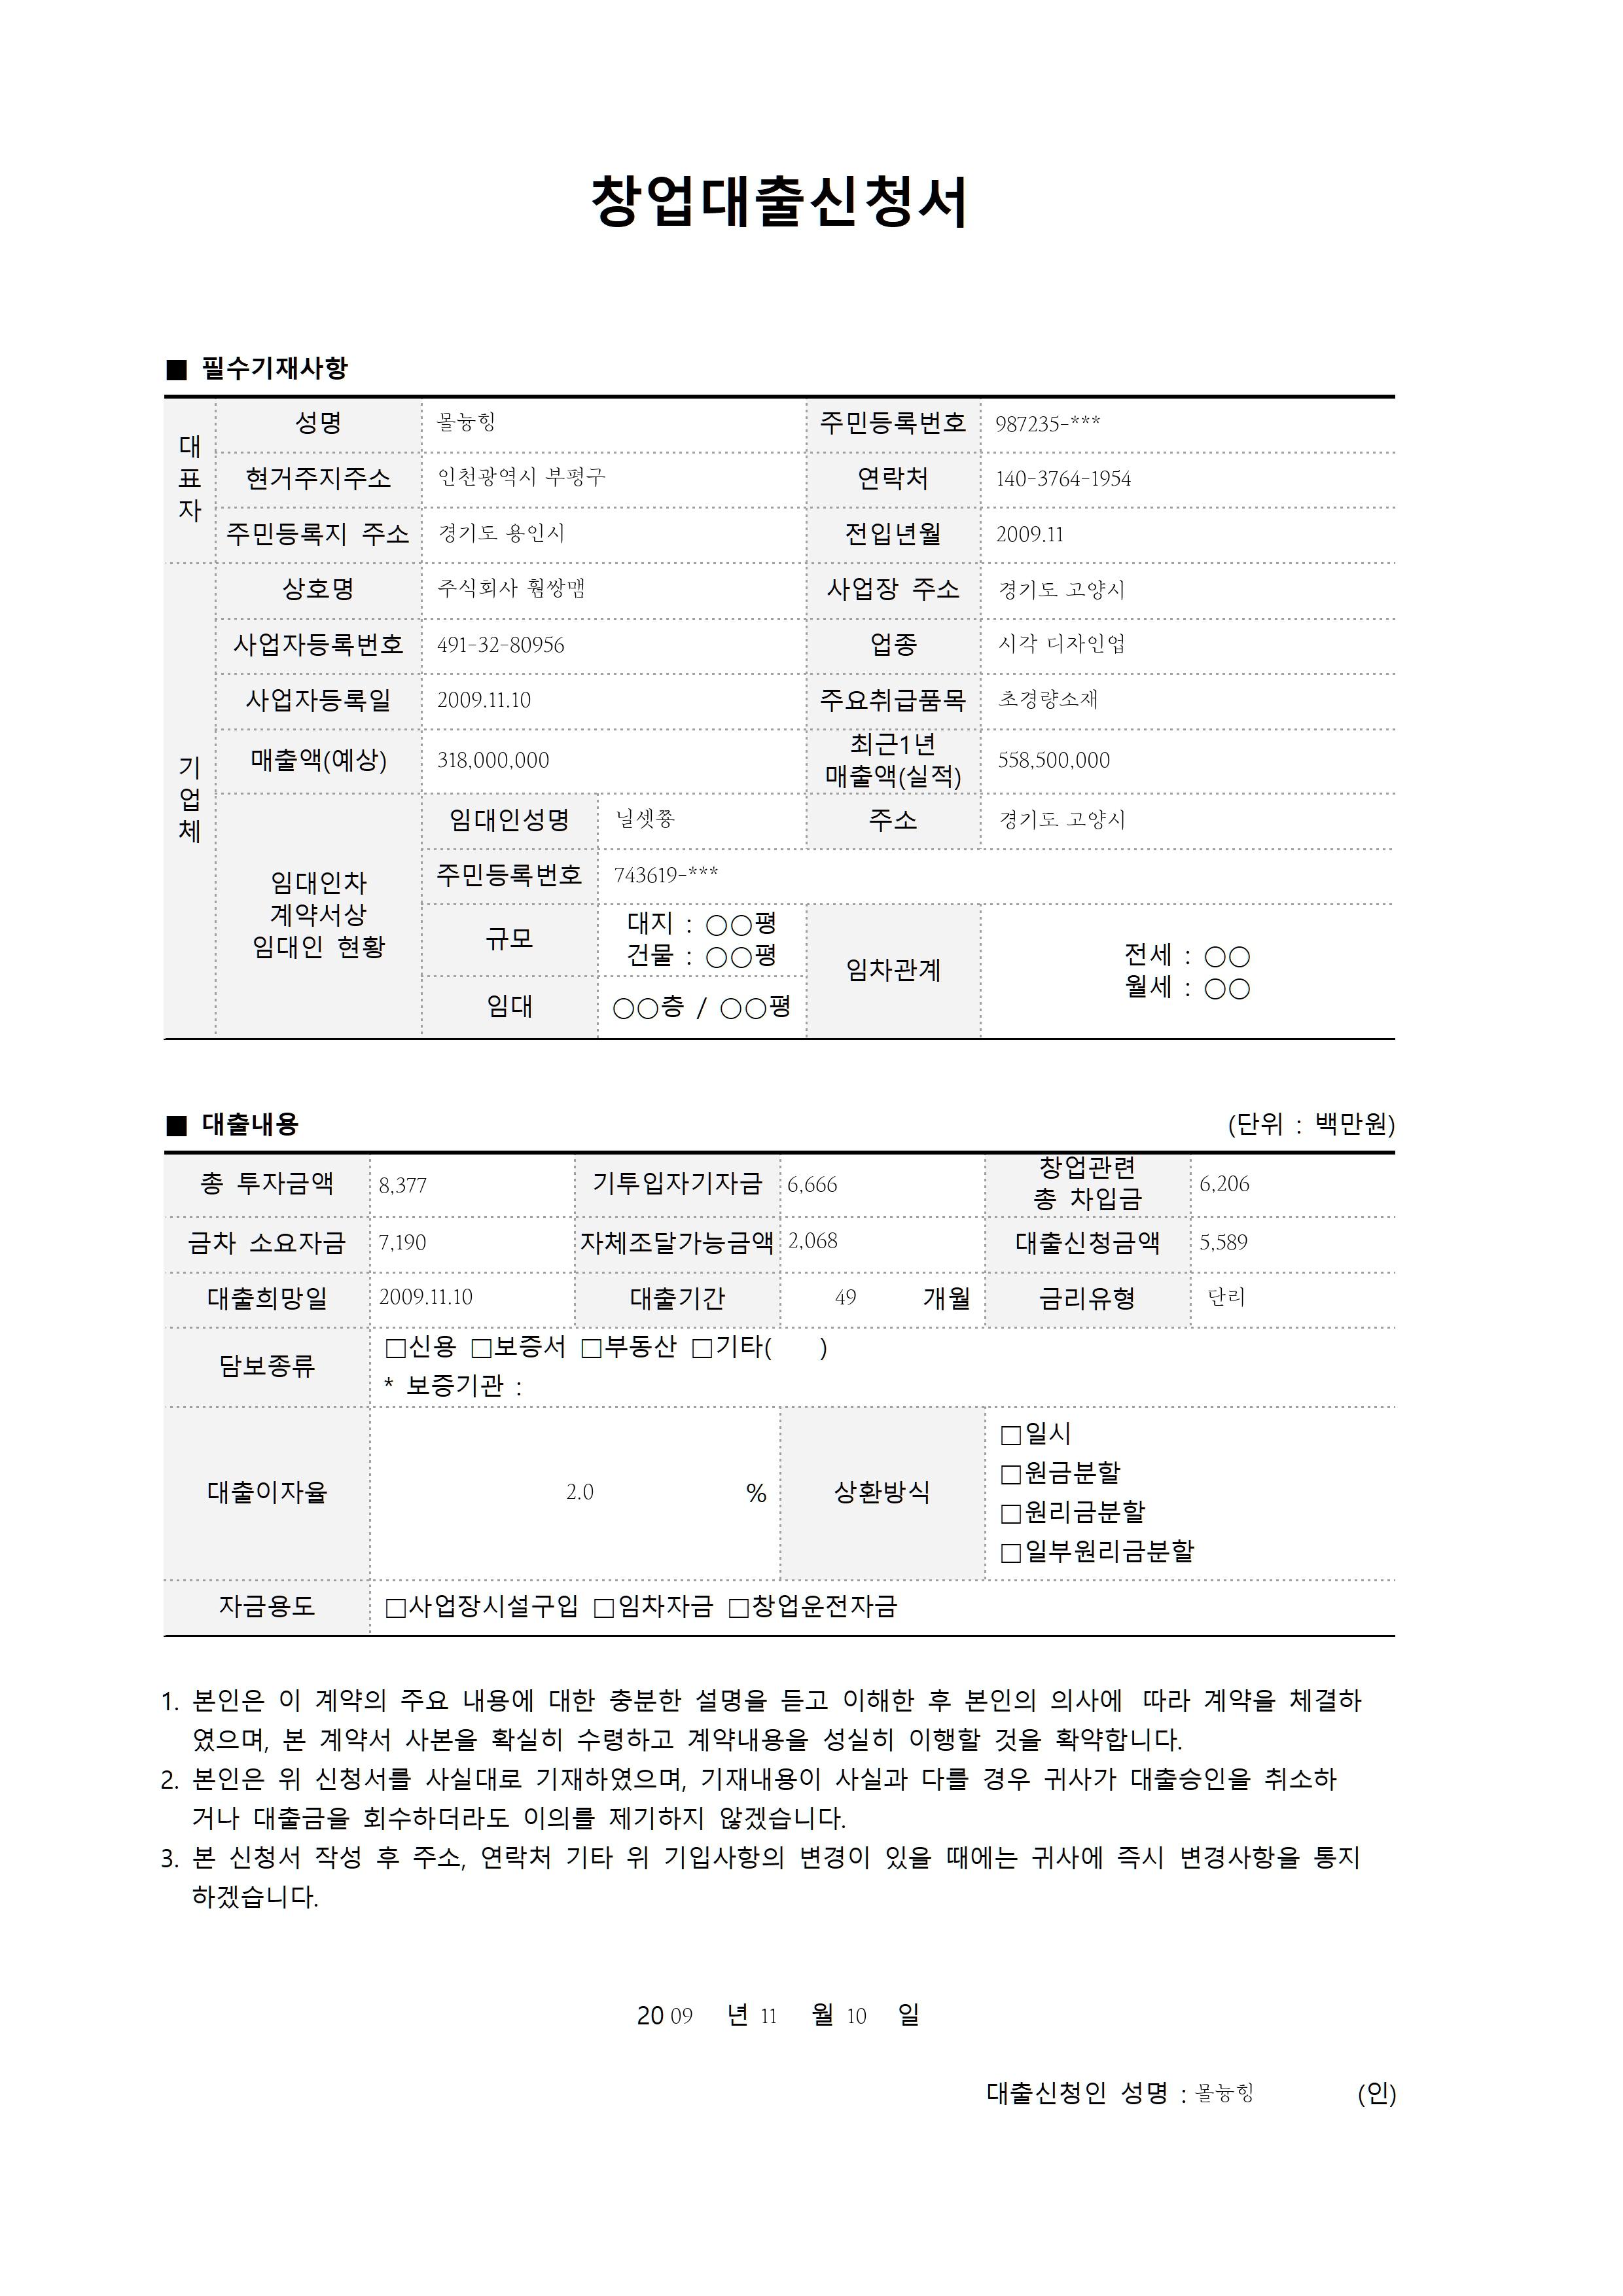 창업대출신청서
■ 필수기재사항
대표자
성명 몰능힝 주민등록번호 987235-***
현거주지주소 인천광역시 부평구 연락처 140-3764-1954
주민등록지 주소 경기도 용인시 전입년월 2009.11
기업체
상호명 주식회사 훰쌍맴 사업장 주소 경기도 고양시
사업자등록번호 491-32-80956 업종 시각 디자인업
사업자등록일 2009.11.10 주요취급품목 초경량소재
매출액(예상) 318,000,000 최근1년 매출액(실적) 558,500,000
임대인차
계약서상
임대인 현황
임대인성명 닐셋쫑 주소 경기도 고양시
주민등록번호 743619-***
규모 대지 : ○○평
건물 : ○○평
임차관계 전세 : ○○
월세 : ○○
임대 ○○층 / ○○평
■ 대출내용 (단위 : 백만원)
총 투자금액 8,377 기투입자기자금 6,666 창업관련 총 차입금 6,206
금차 소요자금 7,190 자체조달가능금액 2,068 대출신청금액 5,589
대출희망일 2009.11.10 대출기간 49 개월 금리유형 단리
담보종류 □신용 □보증서 □부동산 □기타( )
* 보증기관 :
대출이자율 2.0 % 상환방식
□일시
□원금분할
□원리금분할
□일부원리금분할
자금용도 □사업장시설구입 □임차자금 □창업운전자금
1. 본인은 이 계약의 주요 내용에 대한 충분한 설명을 듣고 이해한 후 본인의 의사에 따라 계약을 체결하
였으며, 본 계약서 사본을 확실히 수령하고 계약내용을 성실히 이행할 것을 확약합니다.
2. 본인은 위 신청서를 사실대로 기재하였으며, 기재내용이 사실과 다를 경우 귀사가 대출승인을 취소하
거나 대출금을 회수하더라도 이의를 제기하지 않겠습니다.
3. 본 신청서 작성 후 주소, 연락처 기타 위 기입사항의 변경이 있을 때에는 귀사에 즉시 변경사항을 통지
하겠습니다.
20 09 년 11 월 10 일
대출신청인 성명 : 몰능힝 (인)